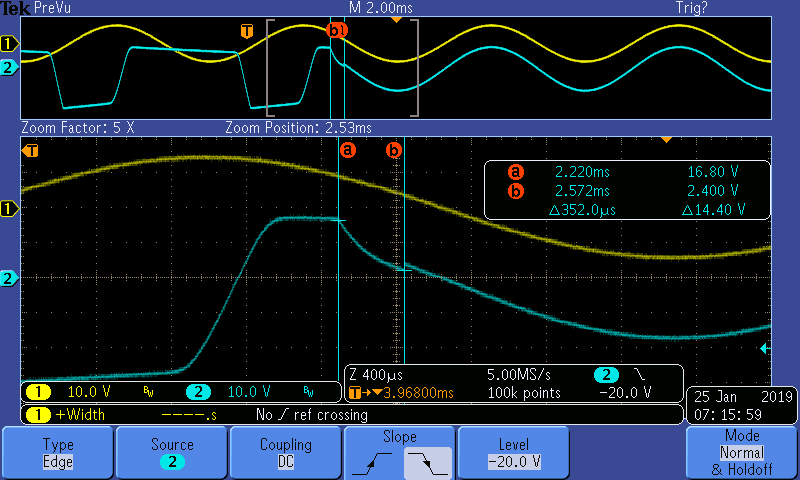 Tek PreVu M 2.00ms Trig?
T b
1
2
Zoom Factor: 5 X Zoom Position: 2.53ms
T a b
a 2.220ms 16.80 V
b 2.572ms 2.400 V
Δ352.0µs Δ14.40 V
1
2
1 10.0 V BW 2 10.0 V BW
Z 400µs 5.00MS/s 2
T→▼3.96800ms 100k points -20.0 V
1 +Width ----.s No ref crossing
25 Jan 2019
07:15:59
Type
Edge
Source
2
Coupling
DC
Slope
Level
-20.0 V
Mode
Normal
& Holdoff